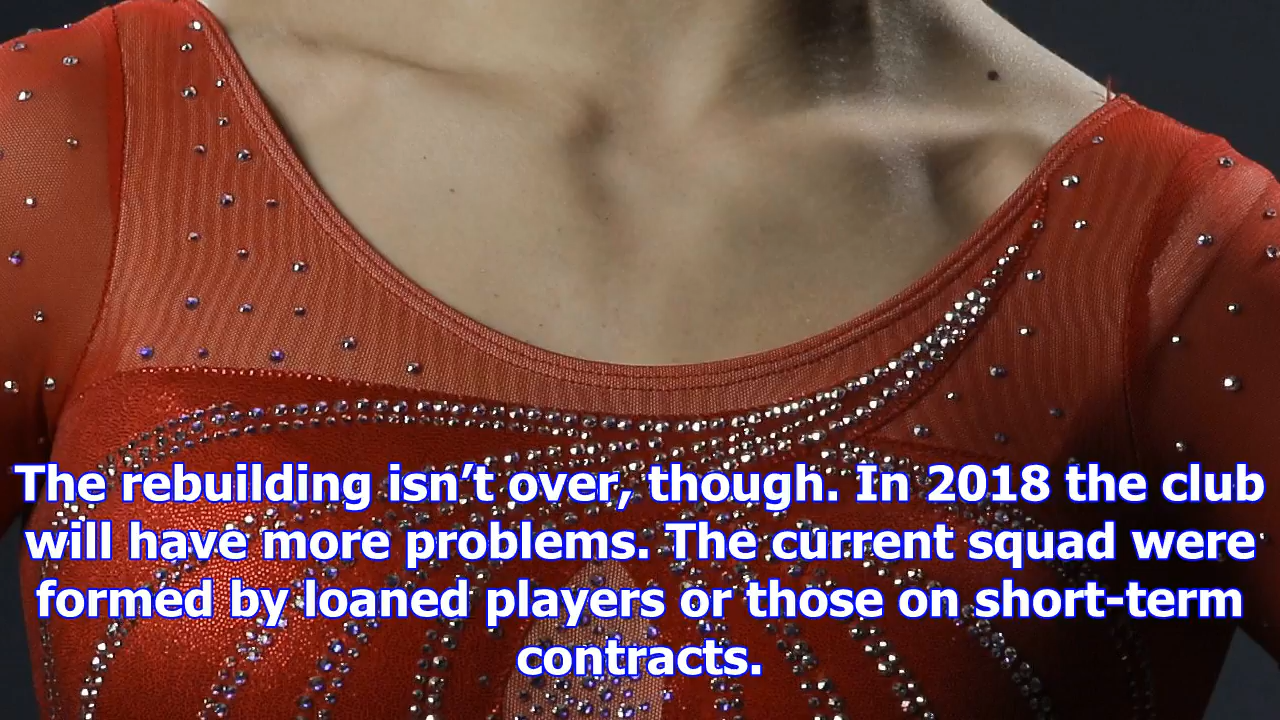 The rebuilding isn’t over, though. In 2018 the club
will have more problems. The current squad were
formed by loaned players or those on short-term
contracts.